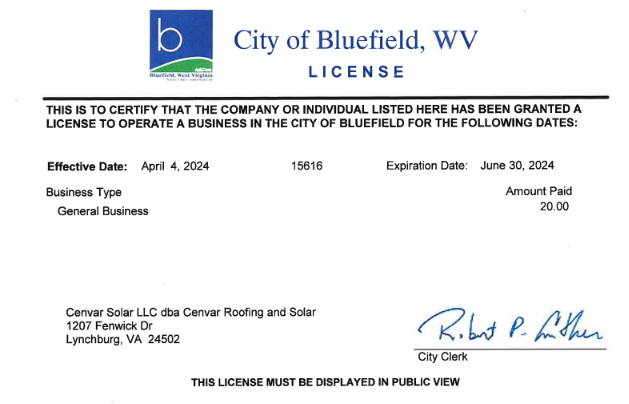 b
Bluefield, West Virginia
City of Bluefield, WV
LICENSE
THIS IS TO CERTIFY THAT THE COMPANY OR INDIVIDUAL LISTED HERE HAS BEEN GRANTED A
LICENSE TO OPERATE A BUSINESS IN THE CITY OF BLUEFIELD FOR THE FOLLOWING DATES:
Effective Date: April 4, 2024 15616 Expiration Date: June 30, 2024
Business Type Amount Paid
General Business 20.00
Cenvar Solar LLC dba Cenvar Roofing and Solar
1207 Fenwick Dr
Lynchburg, VA 24502
Robert P.
City Clerk
THIS LICENSE MUST BE DISPLAYED IN PUBLIC VIEW